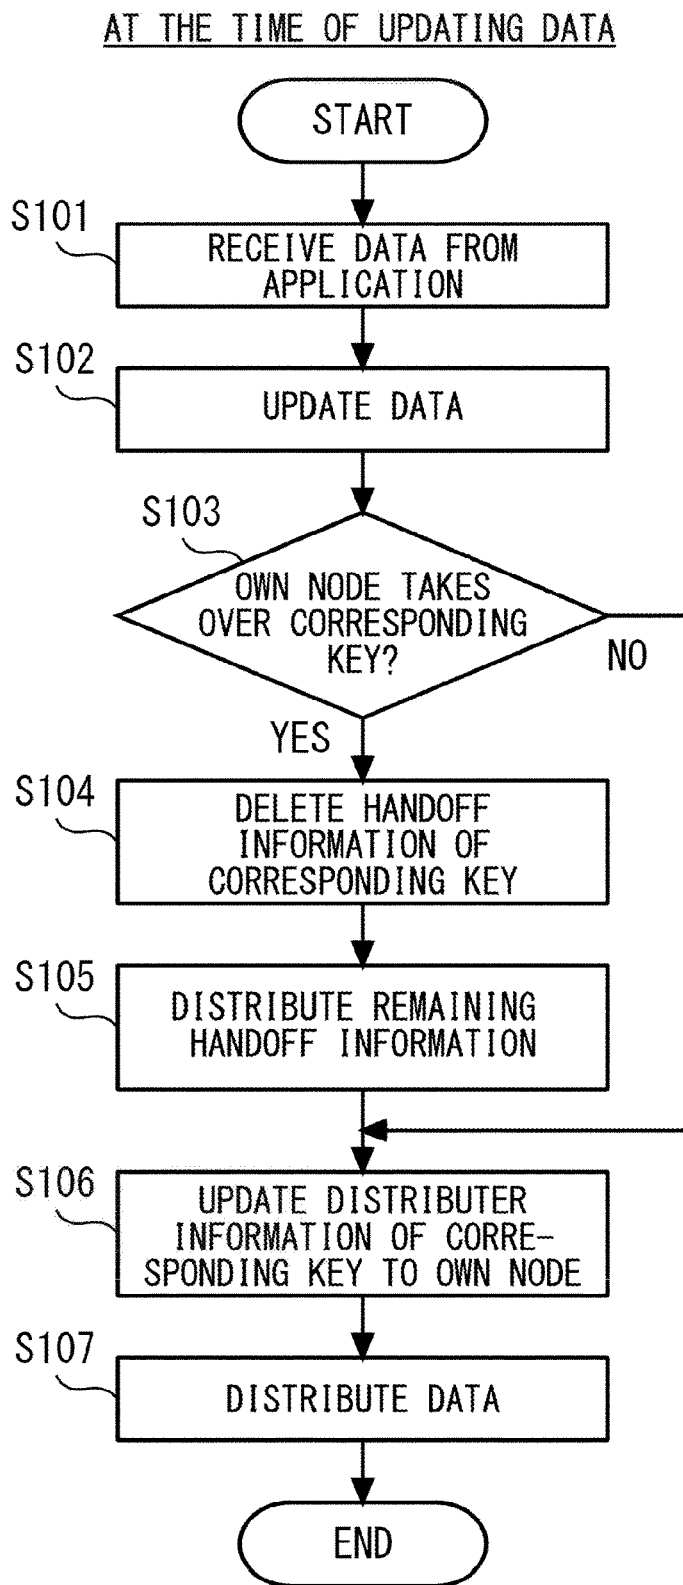 AT THE TIME OF UPDATING DATA
START
S101
RECEIVE DATA FROM
APPLICATION
S102
UPDATE DATA
S103
OWN NODE TAKES
OVER CORRESPONDING
KEY?
NO
YES
S104
DELETE HANDOFF
INFORMATION OF
CORRESPONDING KEY
S105
DISTRIBUTE REMAINING
HANDOFF INFORMATION
S106
UPDATE DISTRIBUTER
INFORMATION OF CORRE-
SPONDING KEY TO OWN NODE
S107
DISTRIBUTE DATA
END